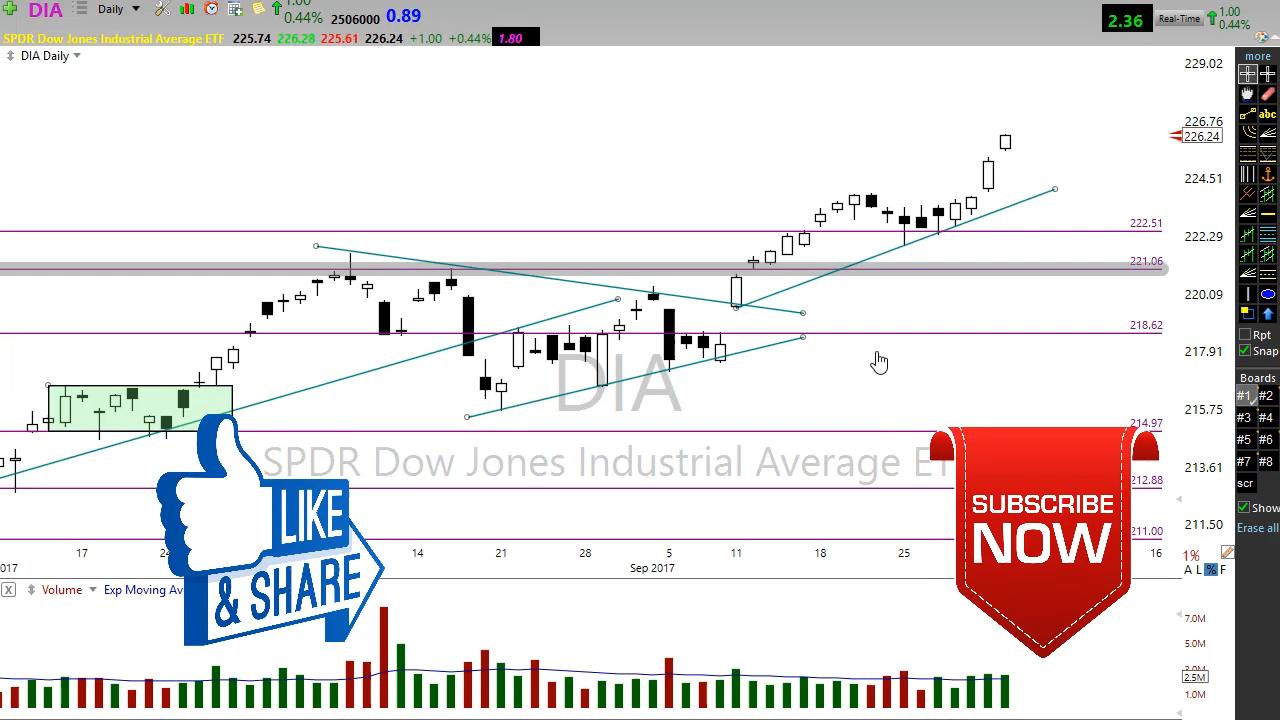 DIA Daily 1.00 0.44% 2506000 0.89 2.36 Real-Time 1.00 0.44%
SPDR Dow Jones Industrial Average ETF 225.74 226.28 225.61 226.24 +1.00 +0.44% 1.80
DIA Daily
more
229.02
226.76
226.24
224.51
222.51
222.29
221.06
220.09
218.62
217.91
215.75
214.97
213.61
212.88
211.50
211.00
DIA
SPDR Dow Jones Industrial Average ET
abc
Rpt
Snap
Boards
#1 #2
#3 #4
#5 #6
#7 #8
scr
Show
Erase all
LIKE
& SHARE
SUBSCRIBE
NOW
17 24 14 21 28 5 11 18 25 16
2017 Sep 2017
1%
A L % F
X Volume Exp Moving Av
7.0M
5.0M
3.0M
2.5M
1.0M